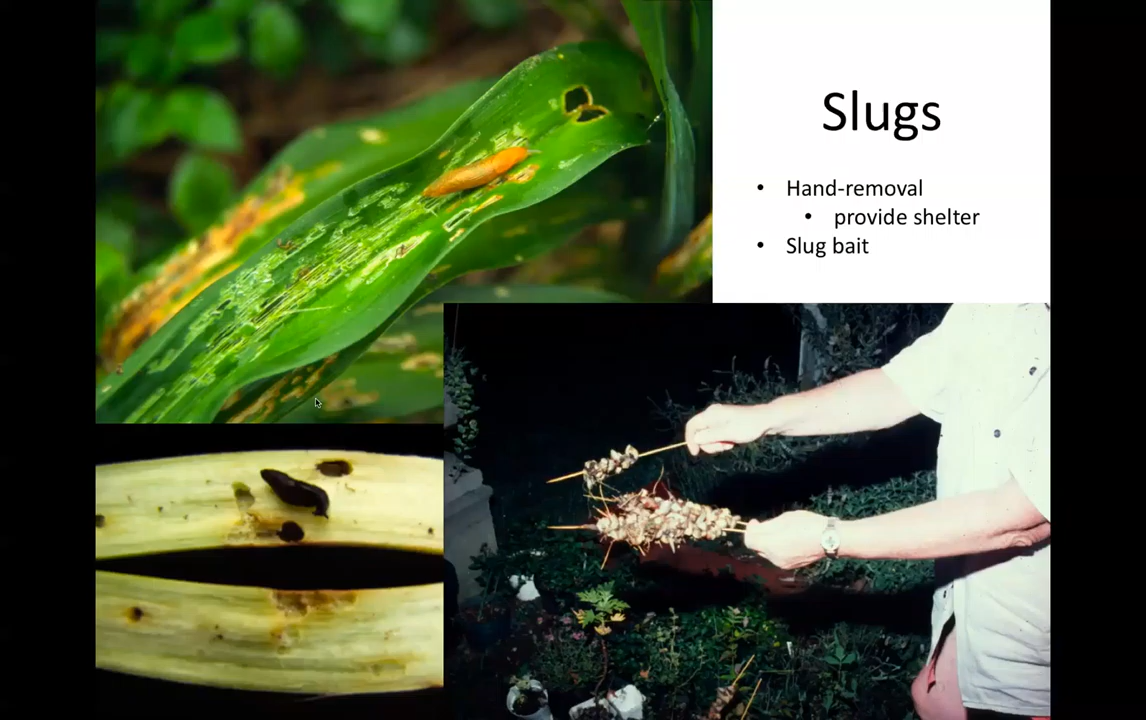 Slugs
• Hand-removal
• provide shelter
• Slug bait